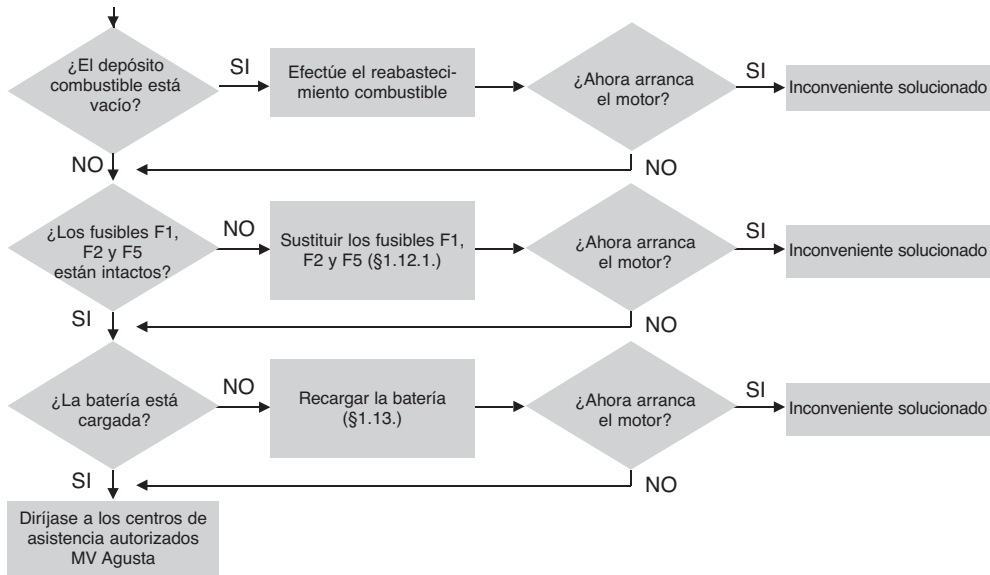 ¿El depósito
combustible está
vacío?
SI
Efectúe el reabasteci-
miento combustible
¿Ahora arranca
el motor?
SI
Inconveniente solucionado
NO
NO
¿Los fusibles F1,
F2 y F5
están intactos?
NO
Sustituir los fusibles F1,
F2 y F5 (§1.12.1.)
¿Ahora arranca
el motor?
SI
Inconveniente solucionado
SI
NO
¿La batería está
cargada?
NO
Recargar la batería
(§1.13.)
¿Ahora arranca
el motor?
SI
Inconveniente solucionado
SI
NO
Diríjase a los centros de
asistencia autorizados
MV Agusta